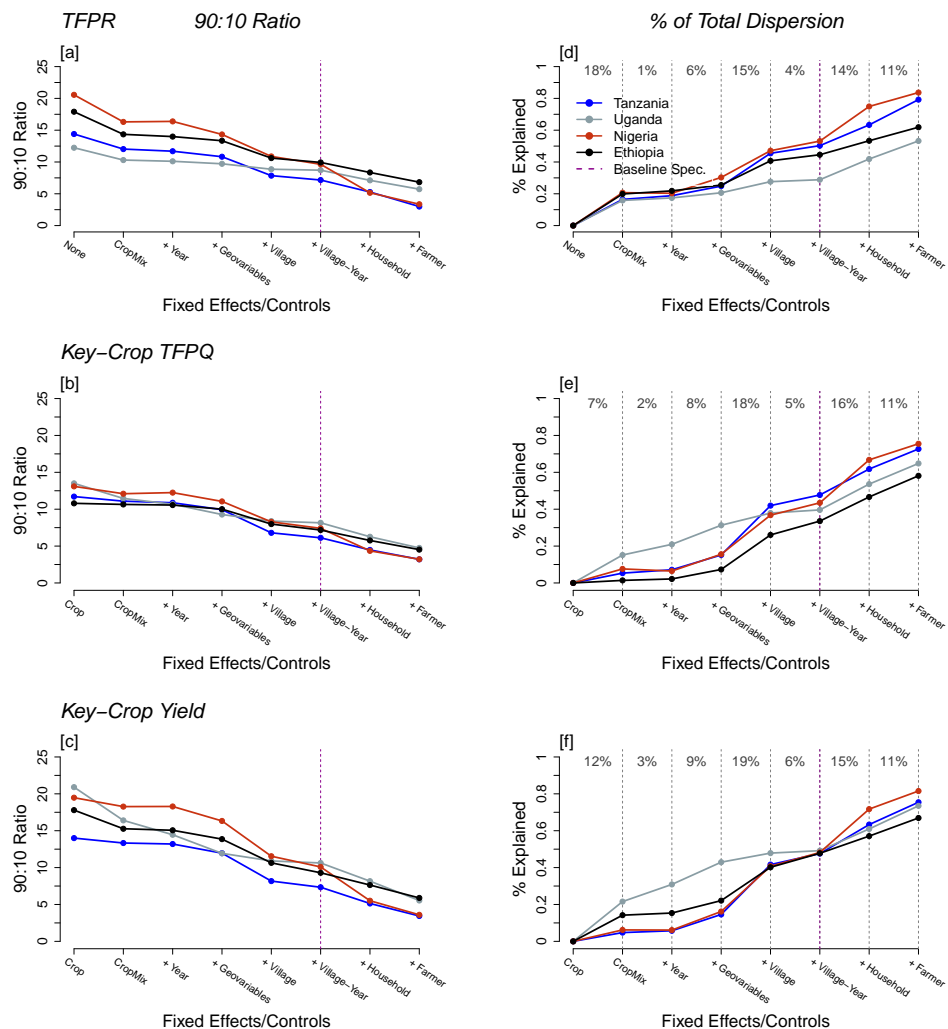 TFPR 90:10 Ratio % of Total Dispersion
[a]
25
20
15
10
5
0
90:10 Ratio
None CropMix + Year + Geovariables + Village + Village−Year + Household + Farmer
Fixed Effects/Controls
[d]
18% 1% 6% 15% 4% 14% 11%
1
0.8
0.6
0.4
0.2
0
% Explained
Tanzania
Uganda
Nigeria
Ethiopia
Baseline Spec.
None CropMix + Year + Geovariables + Village + Village−Year + Household + Farmer
Fixed Effects/Controls
Key−Crop TFPQ
[b]
25
20
15
10
5
0
90:10 Ratio
Crop CropMix + Year + Geovariables + Village + Village−Year + Household + Farmer
Fixed Effects/Controls
[e]
7% 2% 8% 18% 5% 16% 11%
1
0.8
0.6
0.4
0.2
0
% Explained
Crop CropMix + Year + Geovariables + Village + Village−Year + Household + Farmer
Fixed Effects/Controls
Key−Crop Yield
[c]
25
20
15
10
5
0
90:10 Ratio
Crop CropMix + Year + Geovariables + Village + Village−Year + Household + Farmer
Fixed Effects/Controls
[f]
12% 3% 9% 19% 6% 15% 11%
1
0.8
0.6
0.4
0.2
0
% Explained
Crop CropMix + Year + Geovariables + Village + Village−Year + Household + Farmer
Fixed Effects/Controls